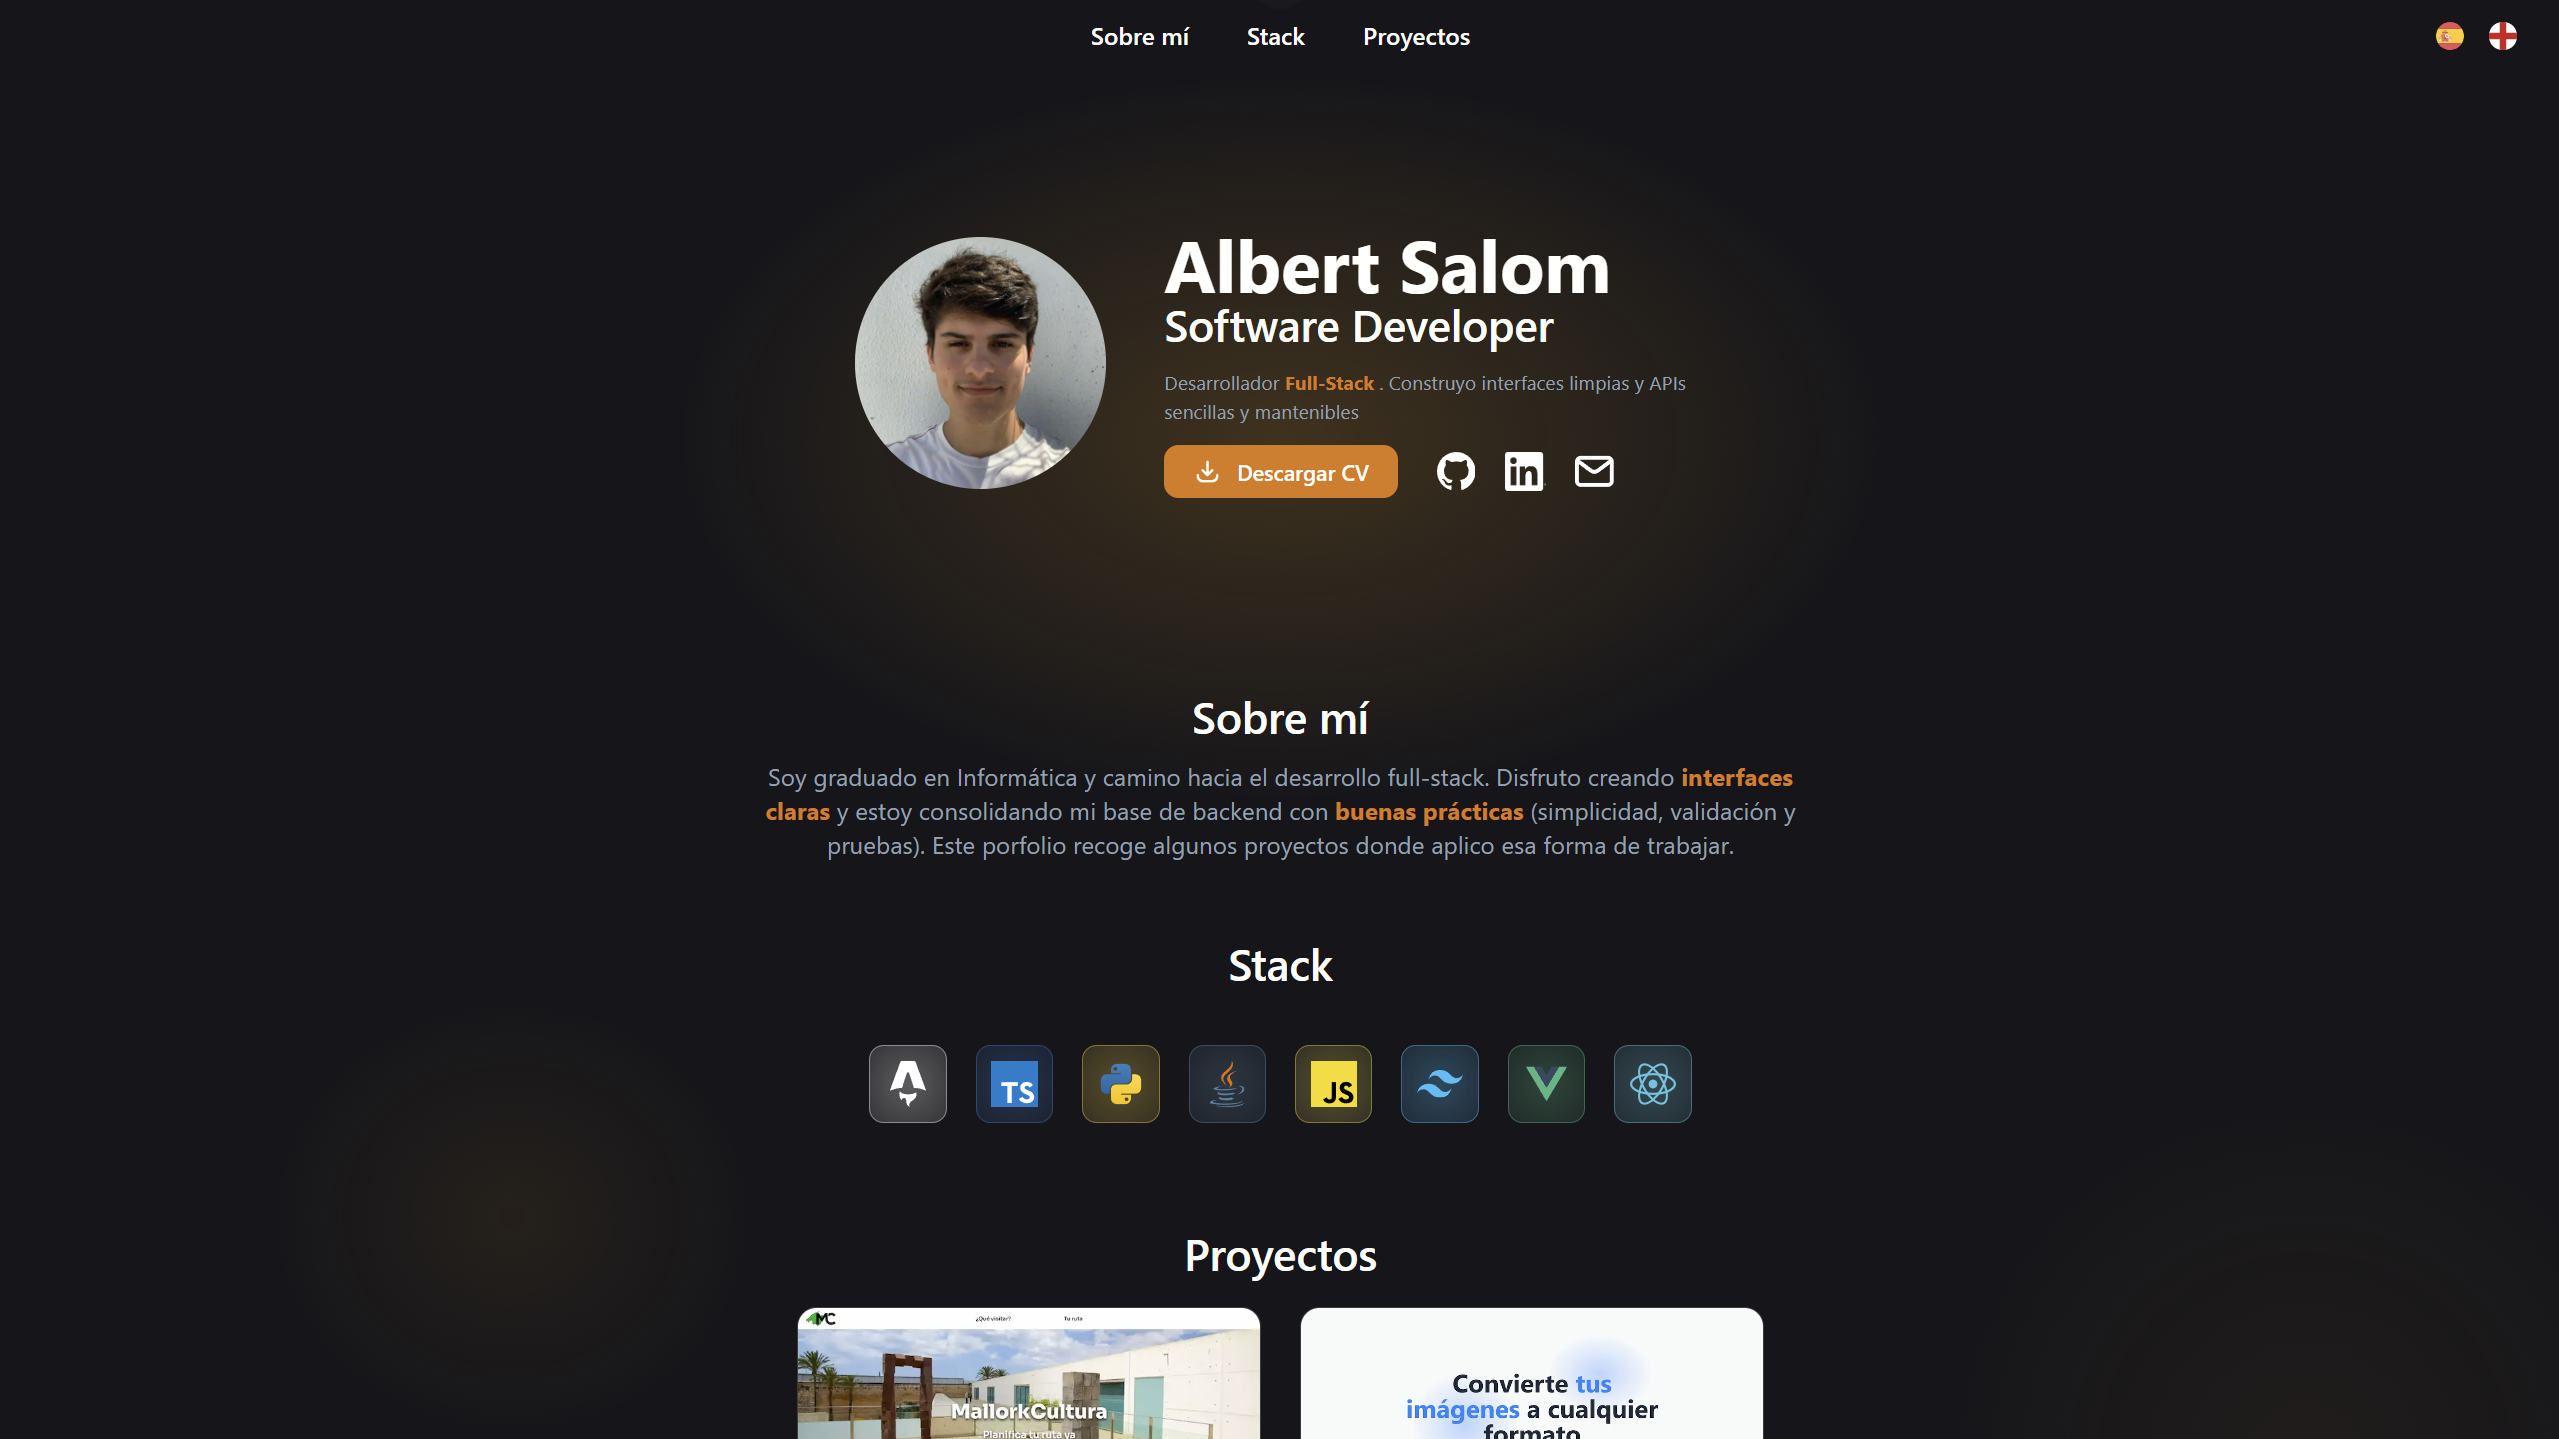 Sobre mí
Stack
Proyectos
Albert Salom
Software Developer
Desarrollador Full-Stack . Construyo interfaces limpias y APIs
sencillas y mantenibles
Descargar CV
in
Sobre mí
Soy graduado en Informática y camino hacia el desarrollo full-stack. Disfruto creando interfaces
claras y estoy consolidando mi base de backend con buenas prácticas (simplicidad, validación y
pruebas). Este porfolio recoge algunos proyectos donde aplico esa forma de trabajar.
Stack
TS
JS
Proyectos
MC
¿Qué visitar?
Tu ruta
MallorkCultura
Planifica tu ruta ya
Convierte tus
imágenes a cualquier
formato